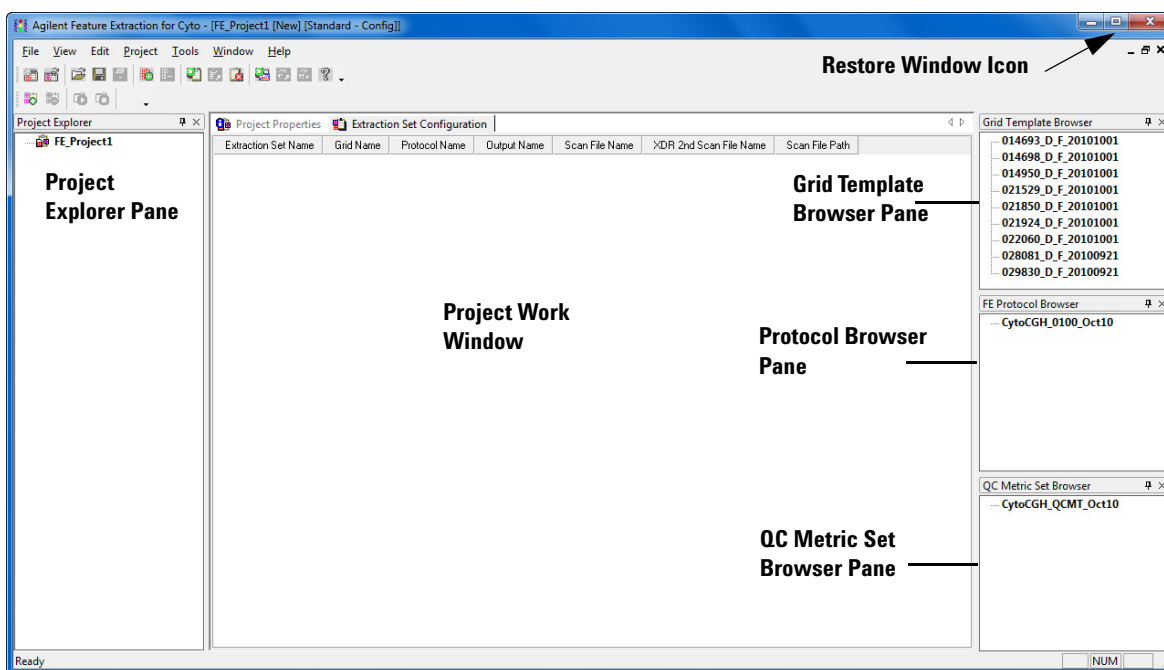 Agilent Feature Extraction for Cyto - [FE_Project1 [New] [Standard - Config]]
File View Edit Project Tools Window Help
Restore Window Icon
Project Explorer
FE_Project1
Project
Explorer Pane
Project Properties Extraction Set Configuration
Extraction Set Name Grid Name Protocol Name Output Name Scan File Name XDR 2nd Scan File Name Scan File Path
Project Work
Window
Grid Template
Browser Pane
Protocol Browser
Pane
QC Metric Set
Browser Pane
Grid Template Browser
014693_D_F_20101001
014698_D_F_20101001
014950_D_F_20101001
021529_D_F_20101001
021850_D_F_20101001
021924_D_F_20101001
022060_D_F_20101001
028081_D_F_20100921
029830_D_F_20100921
FE Protocol Browser
CytoCGH_0100_Oct10
QC Metric Set Browser
CytoCGH_QCMT_Oct10
Ready
NUM